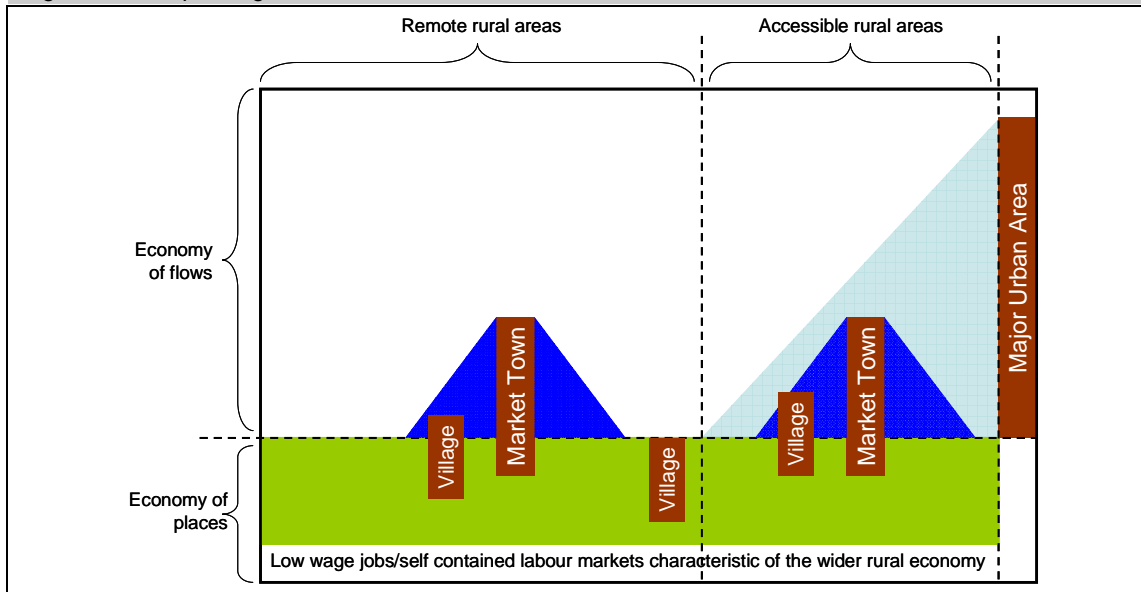 Remote rural areas
Accessible rural areas
Economy
of flows
Major Urban Area
Market Town
Village
Market Town
Village
Village
Economy of
places
Low wage jobs/self contained labour markets characteristic of the wider rural economy